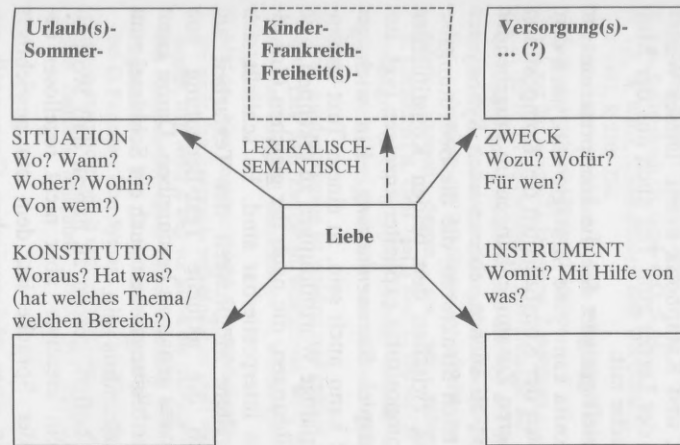 Urlaub(s)-
Sommer-
Kinder-
Frankreich-
Freiheit(s)-
Versorgung(s)-
... (?)
SITUATION
Wo? Wann?
Woher? Wohin?
(Von wem?)
LEXIKALISCH-
SEMANTISCH
ZWECK
Wozu? Wofür?
Für wen?
Liebe
KONSTITUTION
Woraus? Hat was?
(hat welches Thema/
welchen Bereich?)
INSTRUMENT
Womit? Mit Hilfe von
was?